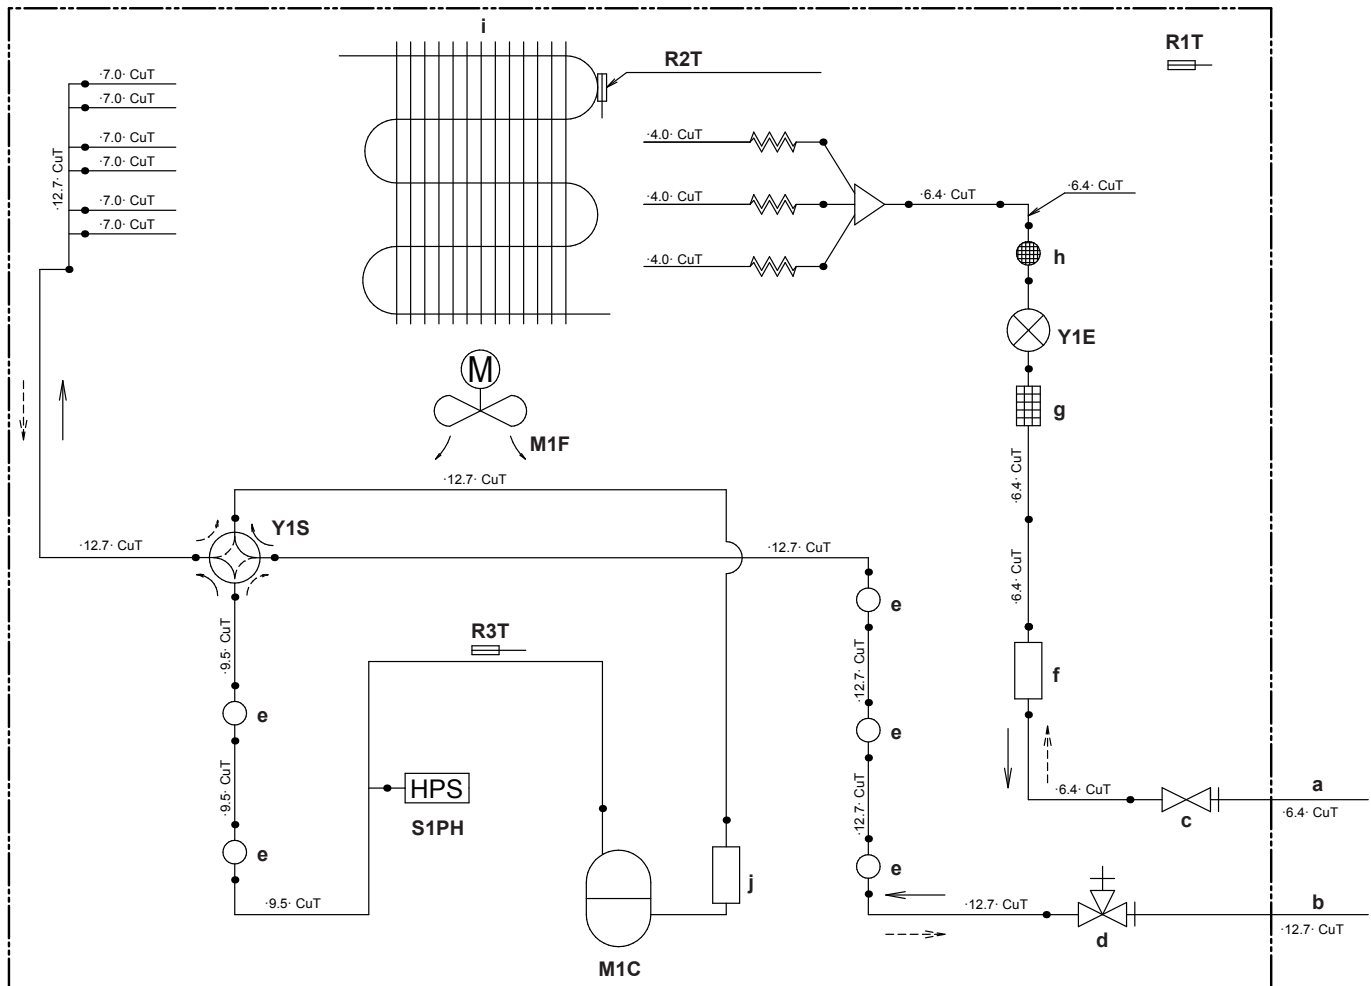 i
R1T
R2T
·7.0· CuT
·7.0· CuT
·7.0· CuT
·7.0· CuT
·7.0· CuT
·7.0· CuT
·12.7· CuT
·4.0· CuT
·4.0· CuT
·4.0· CuT
·6.4· CuT
·6.4· CuT
h
Y1E
g
M
M1F
·12.7· CuT
Y1S
·12.7· CuT
·12.7· CuT
·6.4· CuT
·6.4· CuT
e
R3T
·9.5· CuT
·12.7· CuT
f
e
e
·9.5· CuT
HPS
S1PH
·12.7· CuT
·6.4· CuT
a
·6.4· CuT
c
e
e
j
·9.5· CuT
·12.7· CuT
b
·12.7· CuT
d
M1C